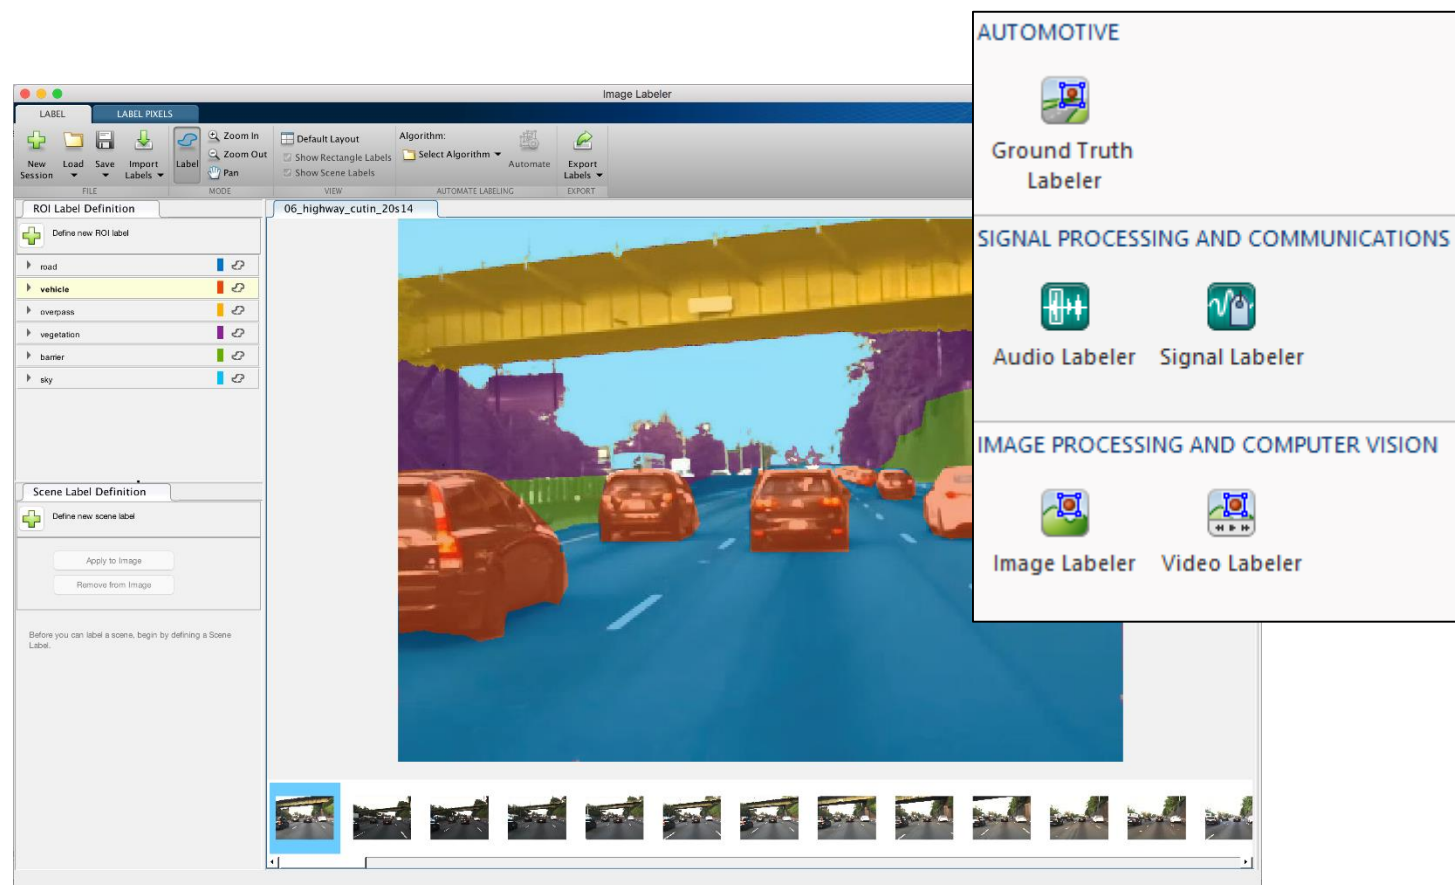 Image Labeler
LABEL
LABEL PIXELS
New Session
Load
Save
Import Labels
FILE
Label
Zoom In
Zoom Out
Pan
MODE
Default Layout
Show Rectangle Labels
Show Scene Labels
VIEW
Algorithm:
Select Algorithm
Automate
AUTOMATE LABELING
Export Labels
EXPORT
ROI Label Definition
Define new ROI label
road
vehicle
overpass
vegetation
barrier
sky
Scene Label Definition
Define new scene label
Apply to Image
Remove from Image
Before you can label a scene, begin by defining a Scene
Label.
06_highway_cutin_20s14
AUTOMOTIVE
Ground Truth
Labeler
SIGNAL PROCESSING AND COMMUNICATIONS
Audio Labeler
Signal Labeler
IMAGE PROCESSING AND COMPUTER VISION
Image Labeler
Video Labeler